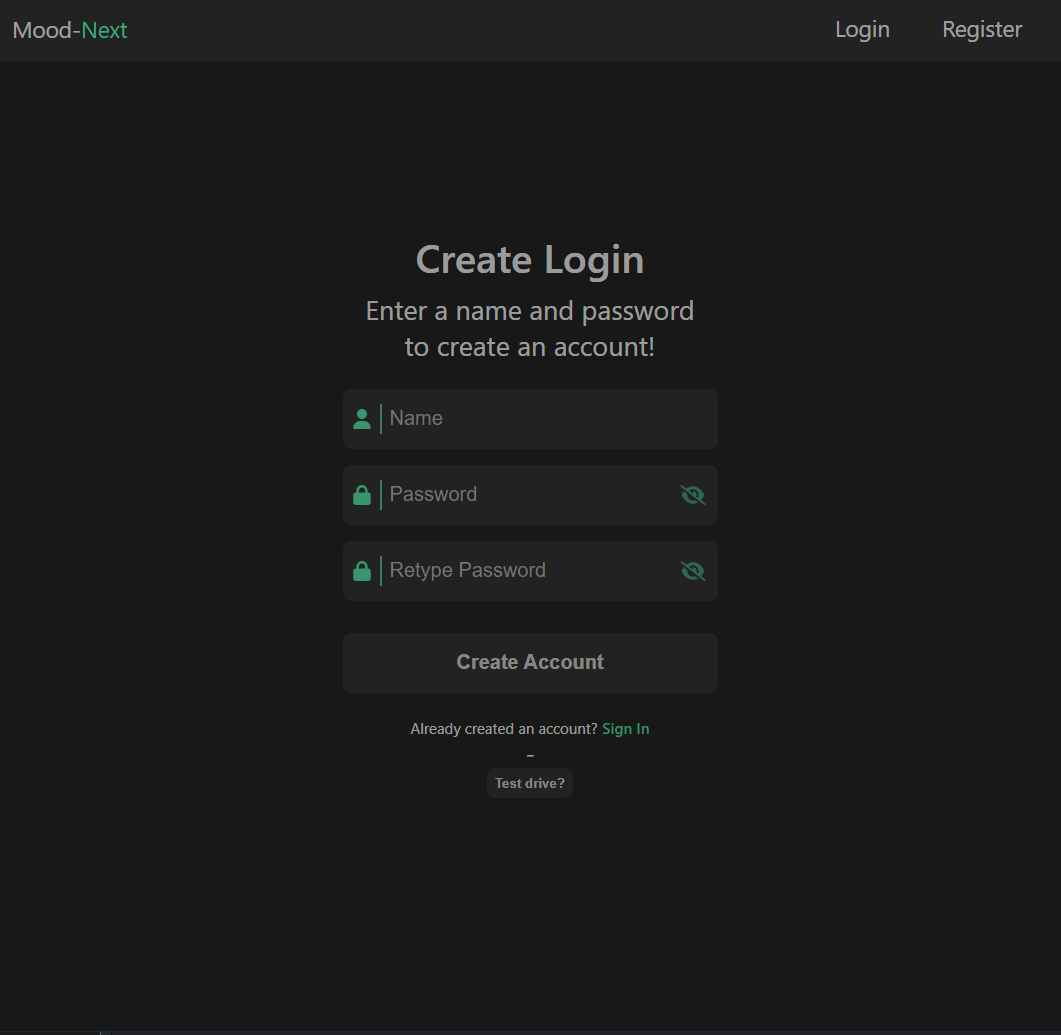 Mood-Next
Login
Register
Create Login
Enter a name and password
to create an account!
Name
Password
Retype Password
Create Account
Already created an account? Sign In
–
Test drive?